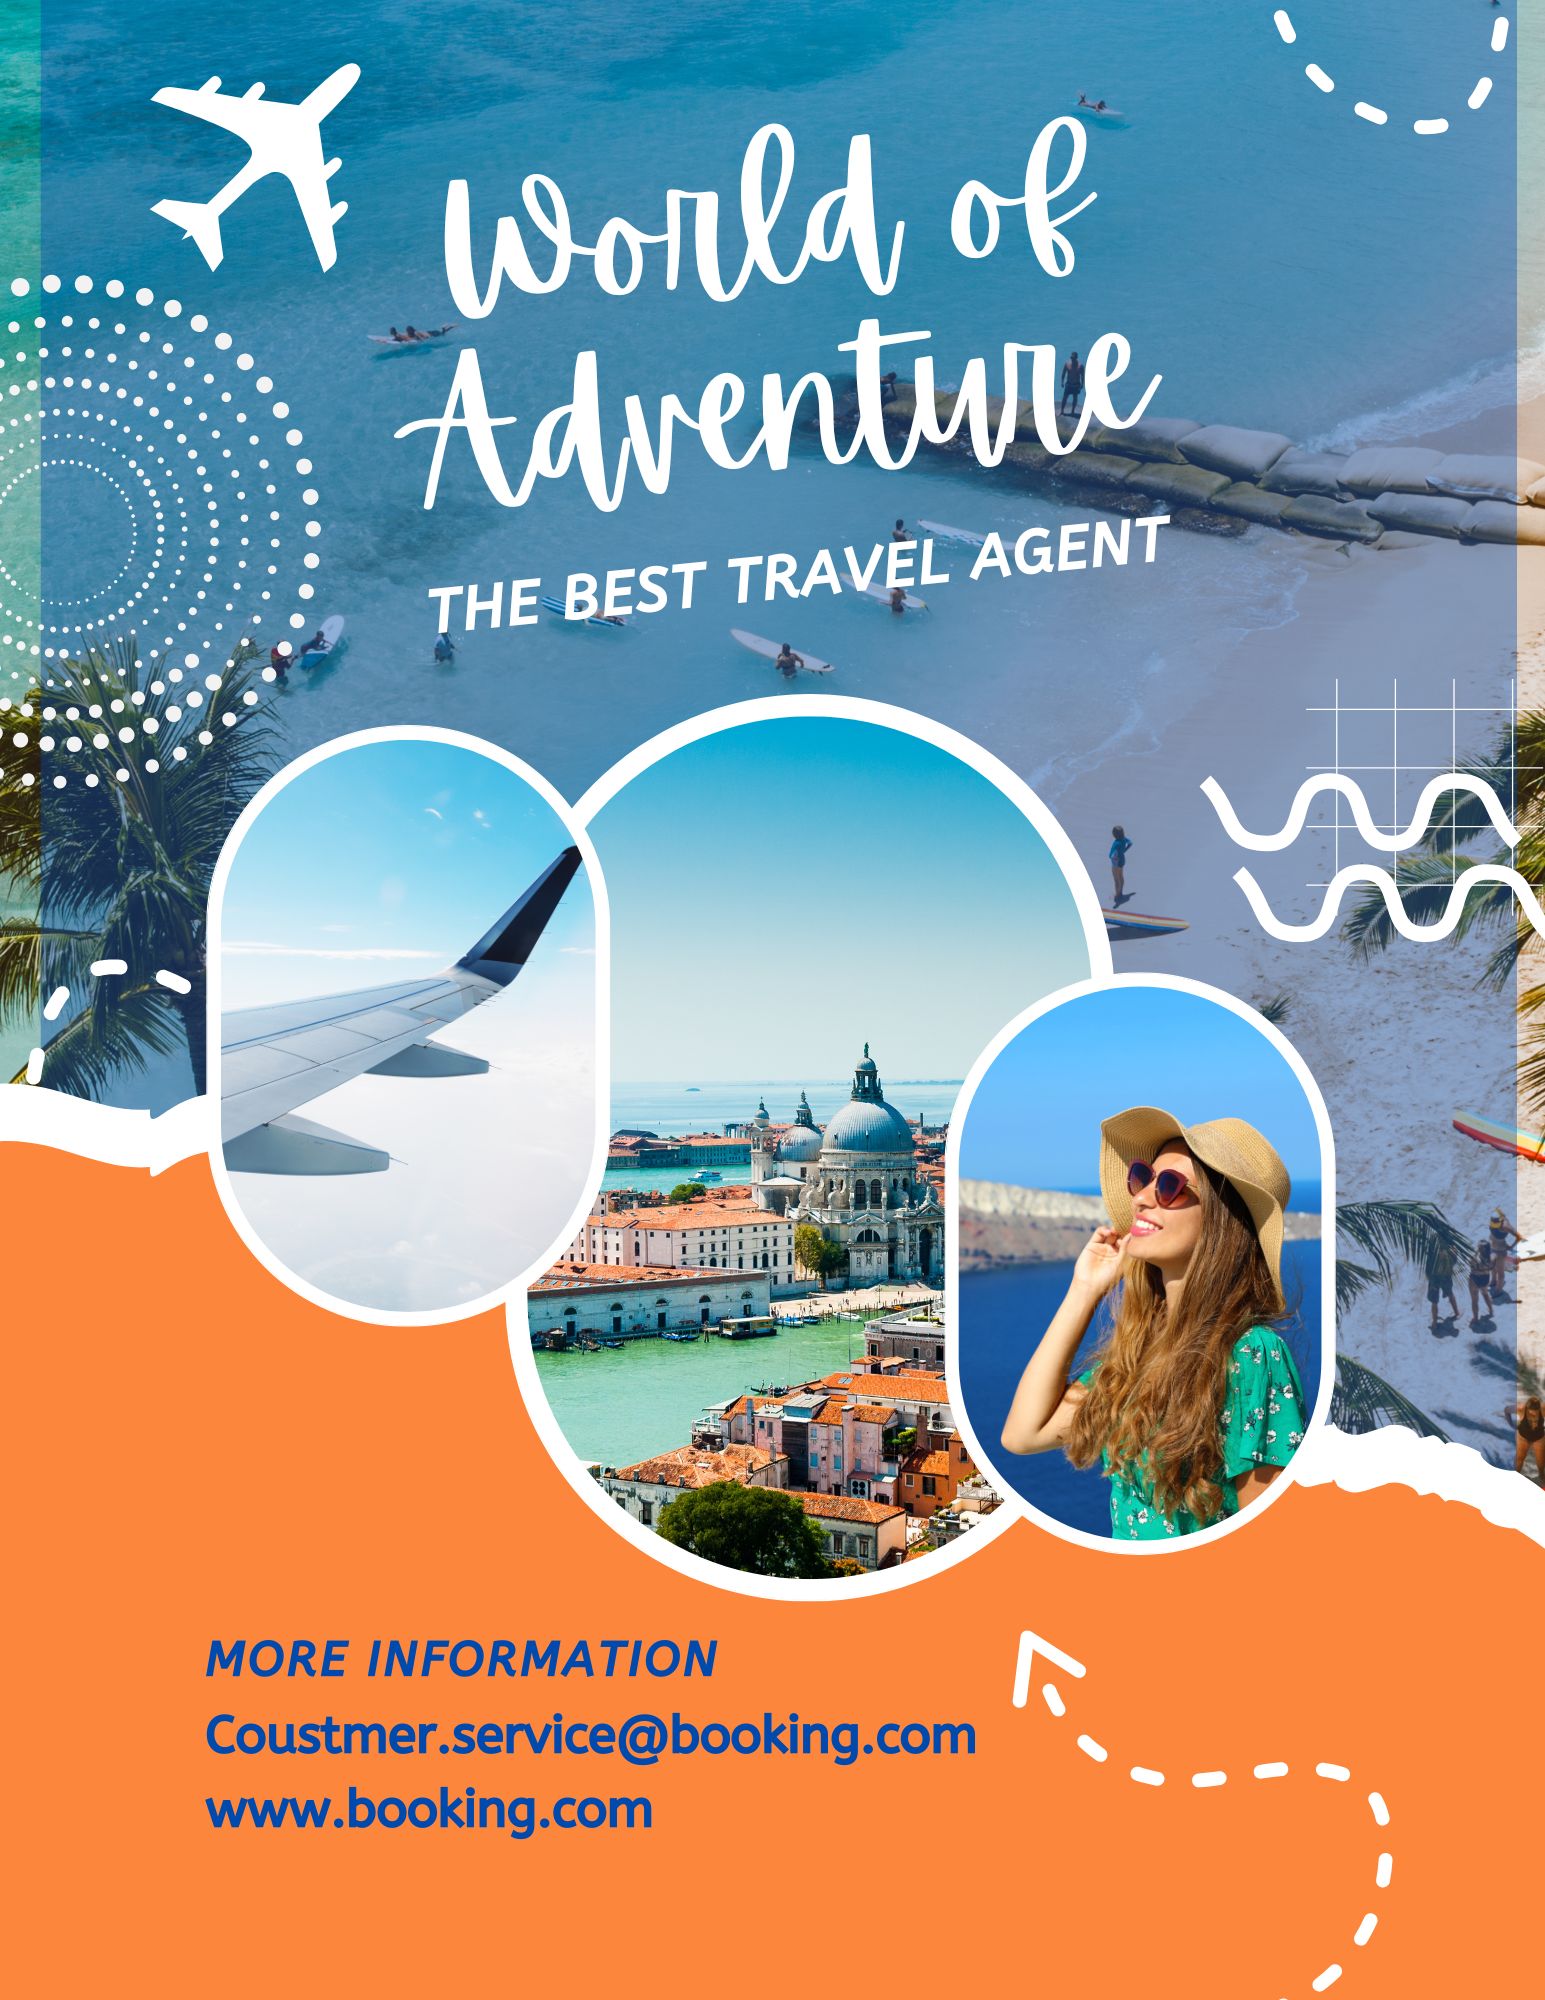 World of
Adventure
THE BEST TRAVEL AGENT
MORE INFORMATION
Coustmer.service@booking.com
www.booking.com